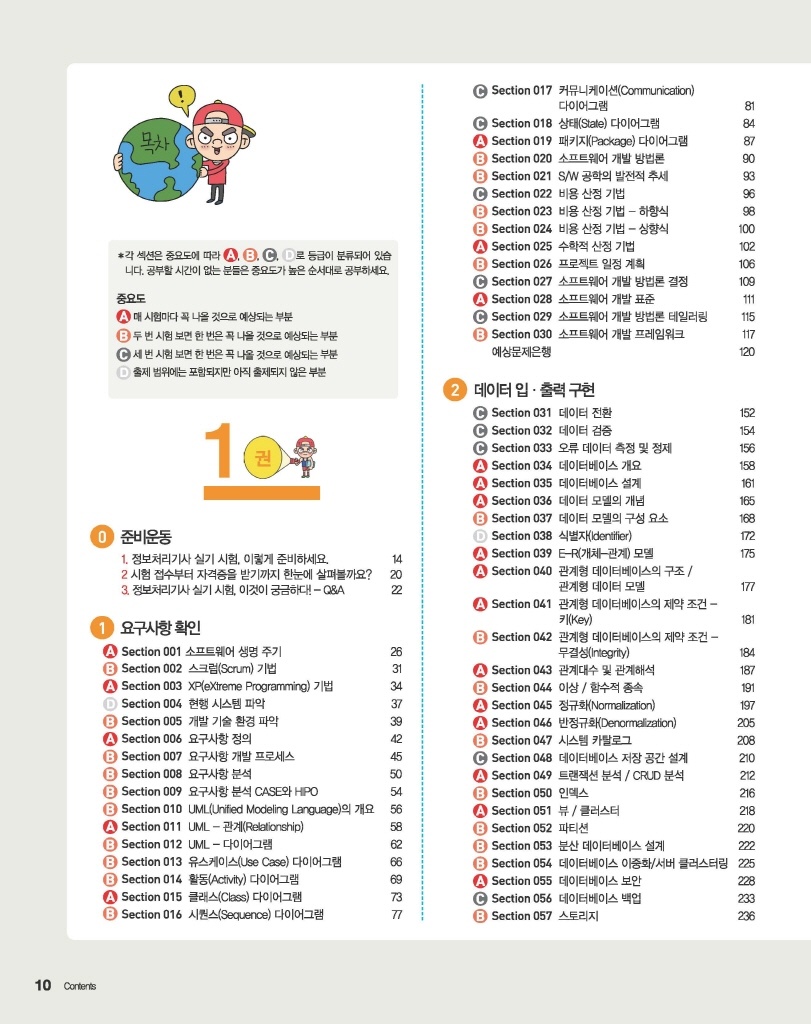 !
목차
*각 섹션은 중요도에 따라 A, B, C, D로 등급이 분류되어 있습
니다. 공부할 시간이 없는 분들은 중요도가 높은 순서대로 공부하세요.
중요도
A 매 시험마다 꼭 나올 것으로 예상되는 부분
B 두 번 시험 보면 한 번은 꼭 나올 것으로 예상되는 부분
C 세 번 시험 보면 한 번은 꼭 나올 것으로 예상되는 부분
D 출제 범위에는 포함되지만 아직 출제되지 않은 부분
1권
0 준비운동
1. 정보처리기사 실기 시험, 이렇게 준비하세요. 14
2 시험 접수부터 자격증을 받기까지 한눈에 살펴볼까요? 20
3. 정보처리기사 실기 시험, 이것이 궁금하다! – Q&A 22
1 요구사항 확인
A Section 001 소프트웨어 생명 주기 26
B Section 002 스크럼(Scrum) 기법 31
A Section 003 XP(eXtreme Programming) 기법 34
D Section 004 현행 시스템 파악 37
B Section 005 개발 기술 환경 파악 39
A Section 006 요구사항 정의 42
B Section 007 요구사항 개발 프로세스 45
B Section 008 요구사항 분석 50
B Section 009 요구사항 분석 CASE와 HIPO 54
B Section 010 UML(Unified Modeling Language)의 개요 56
A Section 011 UML – 관계(Relationship) 58
B Section 012 UML – 다이어그램 62
B Section 013 유스케이스(Use Case) 다이어그램 66
B Section 014 활동(Activity) 다이어그램 69
A Section 015 클래스(Class) 다이어그램 73
B Section 016 시퀀스(Sequence) 다이어그램 77
C Section 017 커뮤니케이션(Communication)
다이어그램 81
C Section 018 상태(State) 다이어그램 84
A Section 019 패키지(Package) 다이어그램 87
B Section 020 소프트웨어 개발 방법론 90
B Section 021 S/W 공학의 발전적 추세 93
C Section 022 비용 산정 기법 96
B Section 023 비용 산정 기법 – 하향식 98
B Section 024 비용 산정 기법 – 상향식 100
A Section 025 수학적 산정 기법 102
B Section 026 프로젝트 일정 계획 106
C Section 027 소프트웨어 개발 방법론 결정 109
A Section 028 소프트웨어 개발 표준 111
C Section 029 소프트웨어 개발 방법론 테일러링 115
B Section 030 소프트웨어 개발 프레임워크 117
예상문제은행 120
2 데이터 입 · 출력 구현
C Section 031 데이터 전환 152
C Section 032 데이터 검증 154
C Section 033 오류 데이터 측정 및 정제 156
A Section 034 데이터베이스 개요 158
A Section 035 데이터베이스 설계 161
A Section 036 데이터 모델의 개념 165
B Section 037 데이터 모델의 구성 요소 168
D Section 038 식별자(Identifier) 172
A Section 039 E–R(개체–관계) 모델 175
A Section 040 관계형 데이터베이스의 구조 /
관계형 데이터 모델 177
A Section 041 관계형 데이터베이스의 제약 조건 –
키(Key) 181
B Section 042 관계형 데이터베이스의 제약 조건 –
무결성(Integrity) 184
A Section 043 관계대수 및 관계해석 187
B Section 044 이상 / 함수적 종속 191
A Section 045 정규화(Normalization) 197
A Section 046 반정규화(Denormalization) 205
B Section 047 시스템 카탈로그 208
C Section 048 데이터베이스 저장 공간 설계 210
A Section 049 트랜잭션 분석 / CRUD 분석 212
B Section 050 인덱스 216
A Section 051 뷰 / 클러스터 218
B Section 052 파티션 220
B Section 053 분산 데이터베이스 설계 222
B Section 054 데이터베이스 이중화/서버 클러스터링 225
A Section 055 데이터베이스 보안 228
C Section 056 데이터베이스 백업 233
B Section 057 스토리지 236
10 Contents